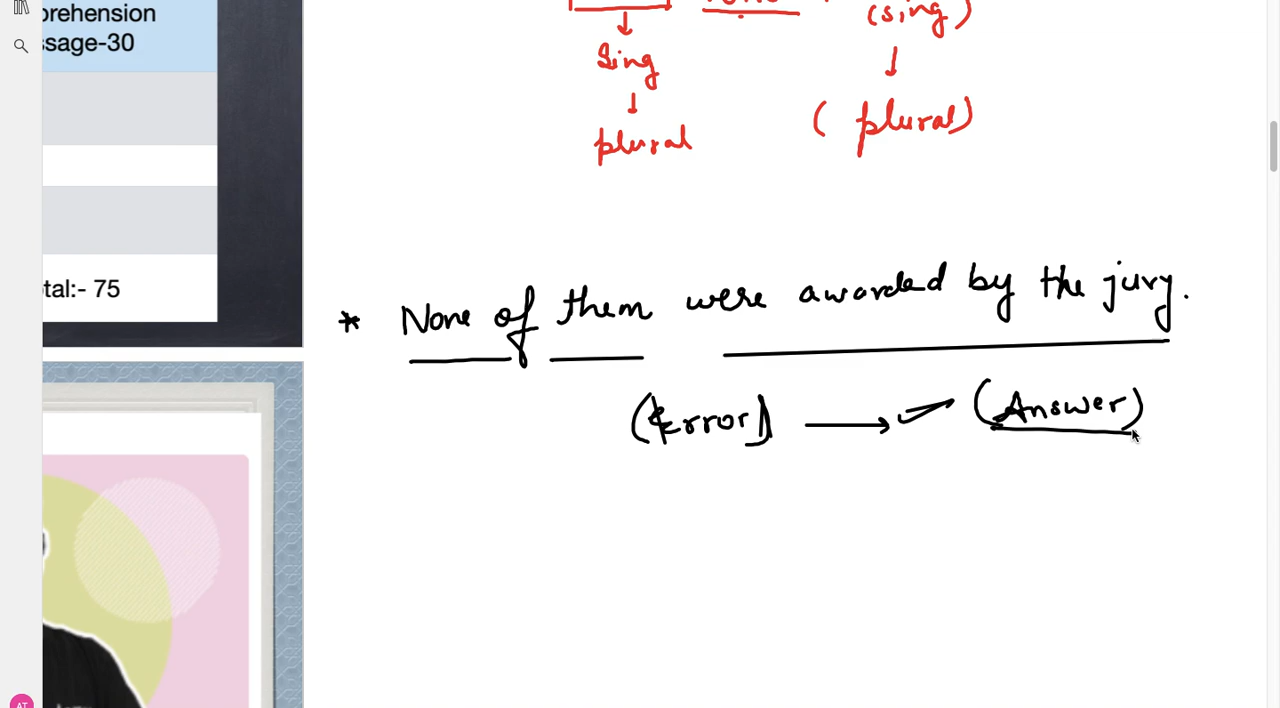 prehension
ssage-30
(sing)
Sing
plural
( plural)
tal:- 75
* None of them were awarded by the jury.
(Error) (Answer)
AT